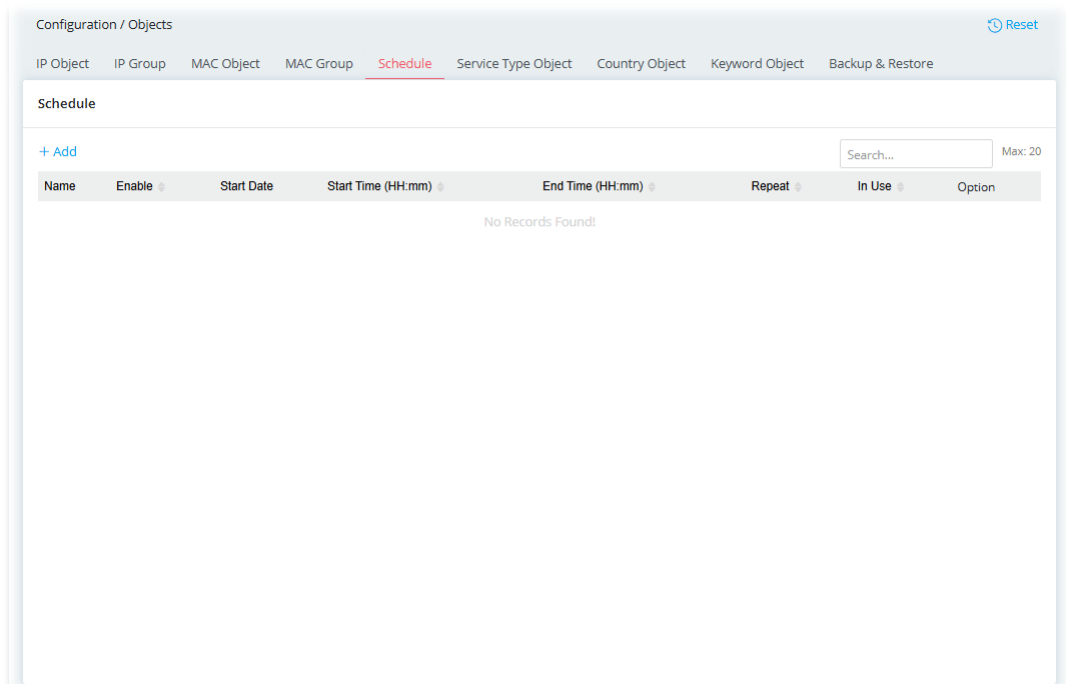 Configuration / Objects
Reset
IP Object IP Group MAC Object MAC Group Schedule Service Type Object Country Object Keyword Object Backup & Restore
Schedule
+ Add
Search...
Max: 20
Name Enable Start Date Start Time (HH:mm) End Time (HH:mm) Repeat In Use Option
No Records Found!